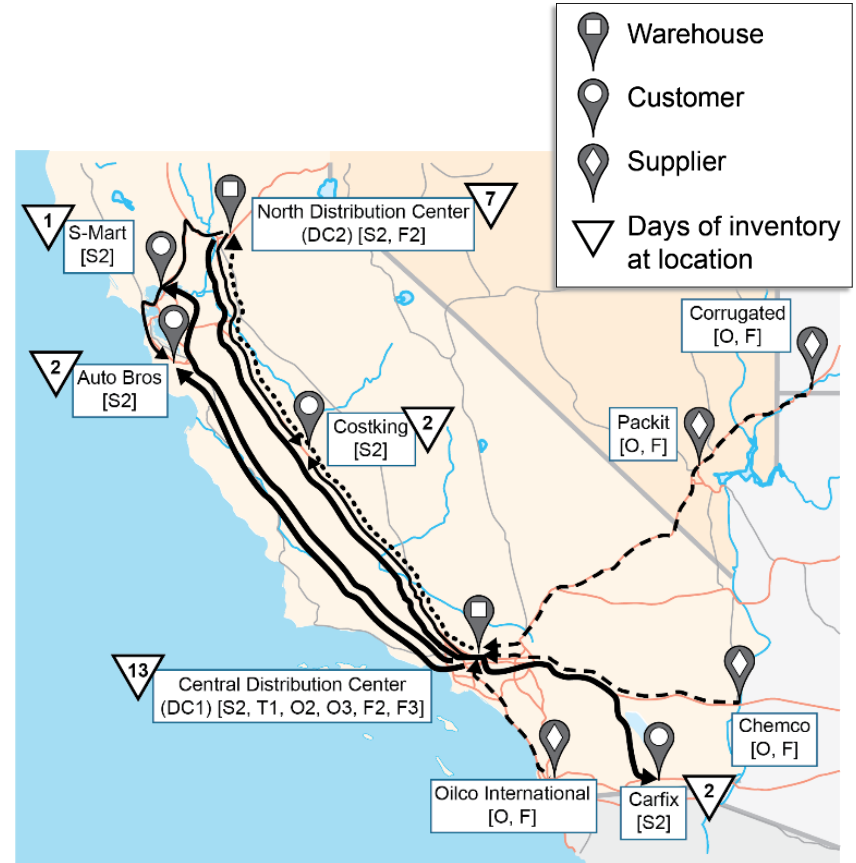 Warehouse
Customer
Supplier
Days of inventory
at location
1
S-Mart
[S2]
North Distribution Center
(DC2) [S2, F2]
7
2
Auto Bros
[S2]
Costking
[S2]
2
Corrugated
[O, F]
Packit
[O, F]
13
Central Distribution Center
(DC1) [S2, T1, O2, O3, F2, F3]
Chemco
[O, F]
Oilco International
[O, F]
Carfix
[S2]
2